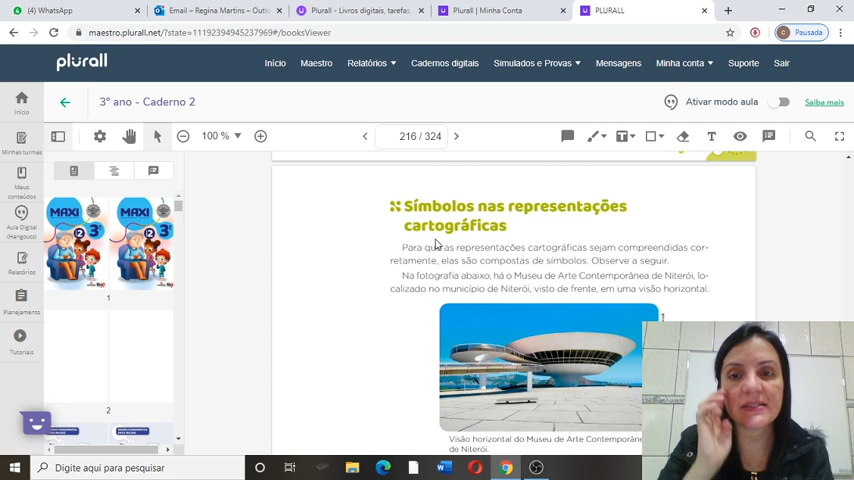 (4) WhatsApp
Email – Regina Martins – Outlo
Plurall - Livros digitais, tarefas,
Plurall | Minha Conta
PLURALL
maestro.plurall.net/?state=11192394945237969#/booksViewer
Pausada
plurall
Início
Maestro
Relatórios
Cadernos digitais
Simulados e Provas
Mensagens
Minha conta
Suporte
Sair
Início
3° ano - Caderno 2
Ativar modo aula
Saiba mais
Minhas turmas
100 %
216 / 324
Meus
conteúdos
Aula Digital
(Hangouts)
Relatórios
Planejamento
Tutoriais
MAXI
2
3°
MAXI
2
3°
1
2
Símbolos nas representações
cartográficas
Para que as representações cartográficas sejam compreendidas cor-
retamente, elas são compostas de símbolos. Observe a seguir.
Na fotografia abaixo, há o Museu de Arte Contemporânea de Niterói, lo-
calizado no município de Niterói, visto de frente, em uma visão horizontal.
Visão horizontal do Museu de Arte Contemporâne
de Niterói.
Digite aqui para pesquisar